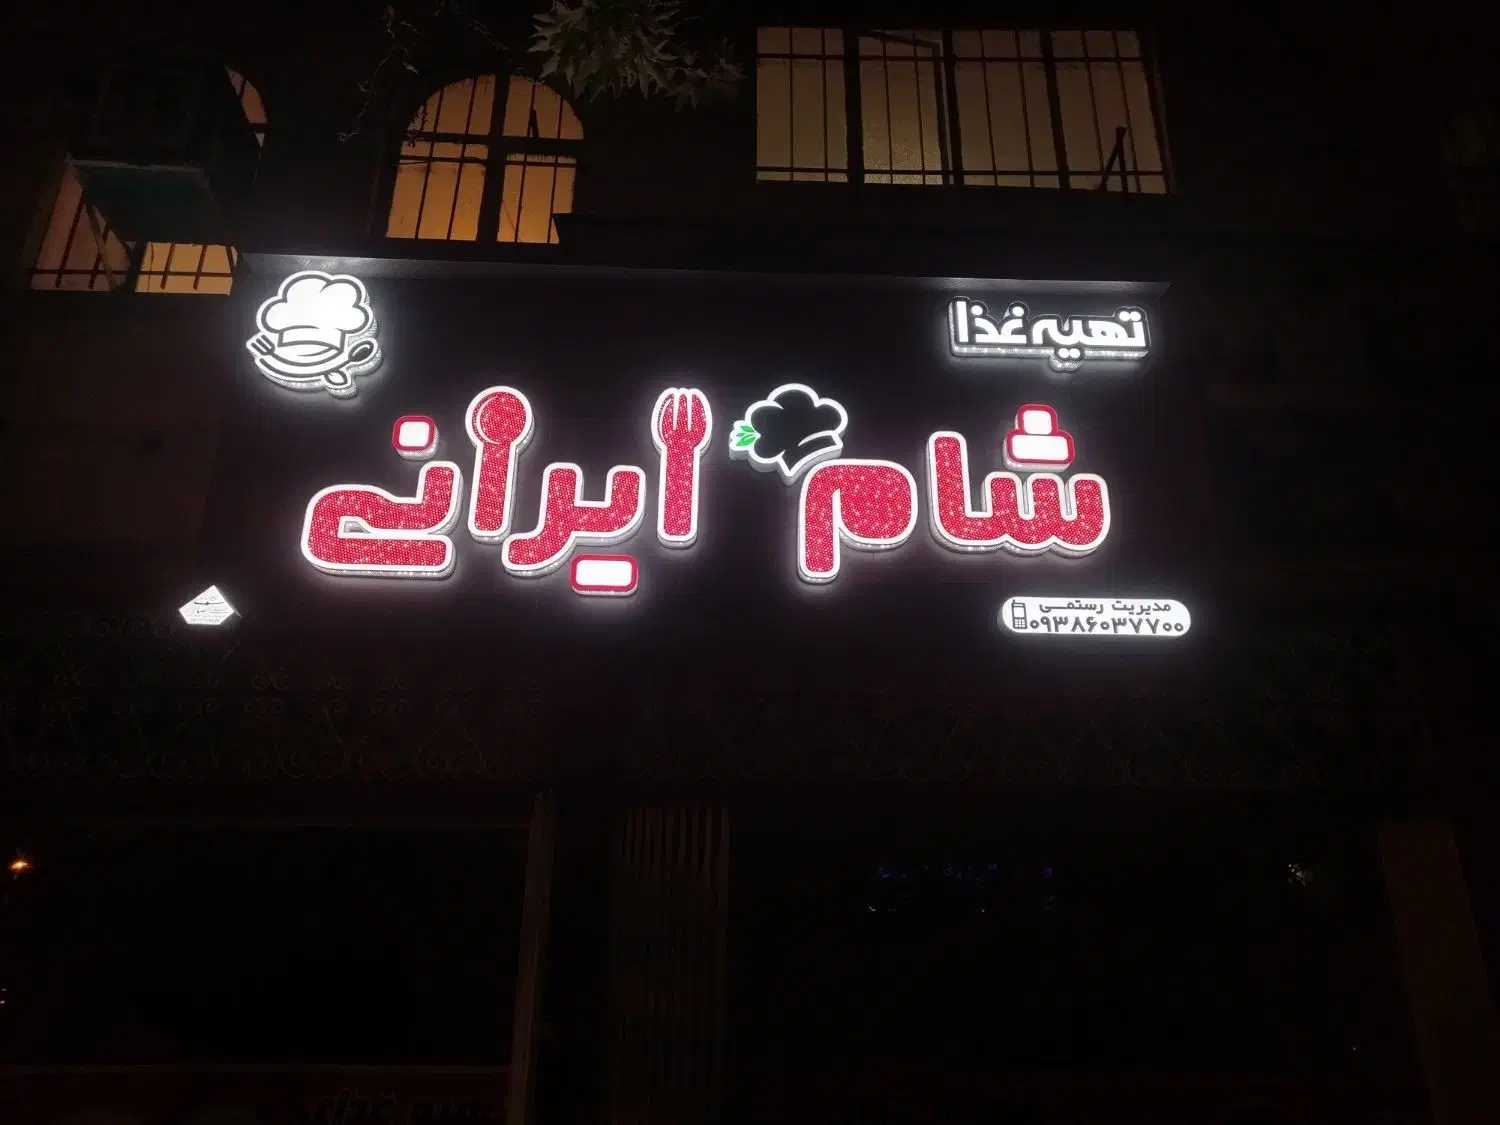 تهیه غذا
شام ایرانی
مدیریت رستمی
۰۹۳۸۶۰۳۷۷۰۰